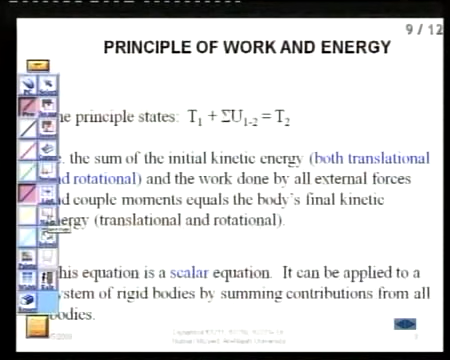 9 / 12
PRINCIPLE OF WORK AND ENERGY
e principle states: T1 + ΣU1-2 = T2
. the sum of the initial kinetic energy (both translational
d rotational) and the work done by all external forces
d couple moments equals the body's final kinetic
ergy (translational and rotational).
his equation is a scalar equation. It can be applied to a
ystem of rigid bodies by summing contributions from all
bodies.